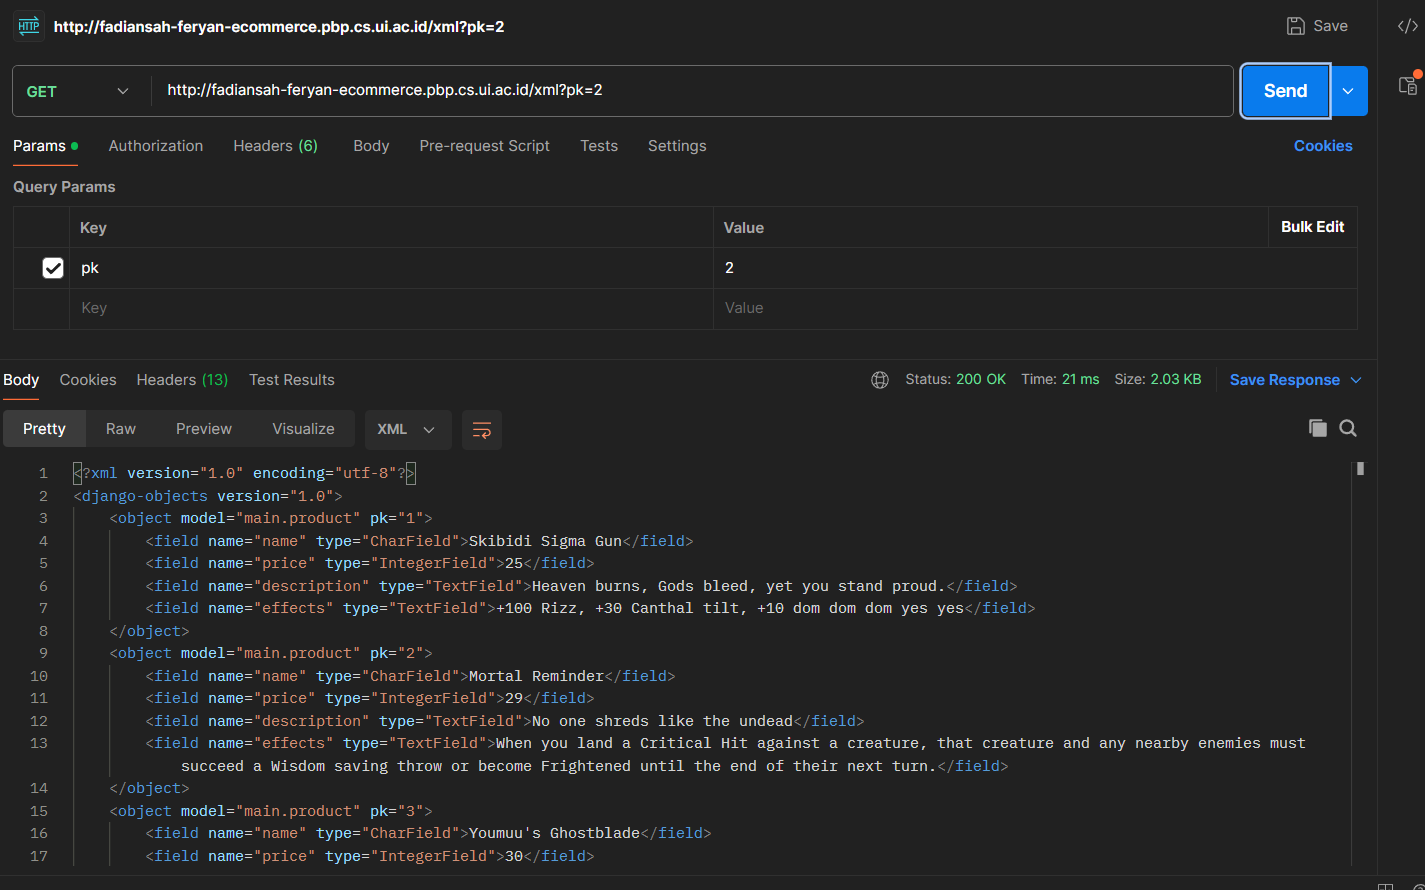 HTTP http://fadiansah-feryan-ecommerce.pbp.cs.ui.ac.id/xml?pk=2 Save </>
GET http://fadiansah-feryan-ecommerce.pbp.cs.ui.ac.id/xml?pk=2 Send
Params Authorization Headers (6) Body Pre-request Script Tests Settings Cookies
Query Params
Key Value Bulk Edit
pk 2
Key Value
Body Cookies Headers (13) Test Results Status: 200 OK Time: 21 ms Size: 2.03 KB Save Response
Pretty Raw Preview Visualize XML
1 <?xml version="1.0" encoding="utf-8"?>
2 <django-objects version="1.0">
3 <object model="main.product" pk="1">
4 <field name="name" type="CharField">Skibidi Sigma Gun</field>
5 <field name="price" type="IntegerField">25</field>
6 <field name="description" type="TextField">Heaven burns, Gods bleed, yet you stand proud.</field>
7 <field name="effects" type="TextField">+100 Rizz, +30 Canthal tilt, +10 dom dom dom yes yes</field>
8 </object>
9 <object model="main.product" pk="2">
10 <field name="name" type="CharField">Mortal Reminder</field>
11 <field name="price" type="IntegerField">29</field>
12 <field name="description" type="TextField">No one shreds like the undead</field>
13 <field name="effects" type="TextField">When you land a Critical Hit against a creature, that creature and any nearby enemies must
succeed a Wisdom saving throw or become Frightened until the end of their next turn.</field>
14 </object>
15 <object model="main.product" pk="3">
16 <field name="name" type="CharField">Youmuu's Ghostblade</field>
17 <field name="price" type="IntegerField">30</field>